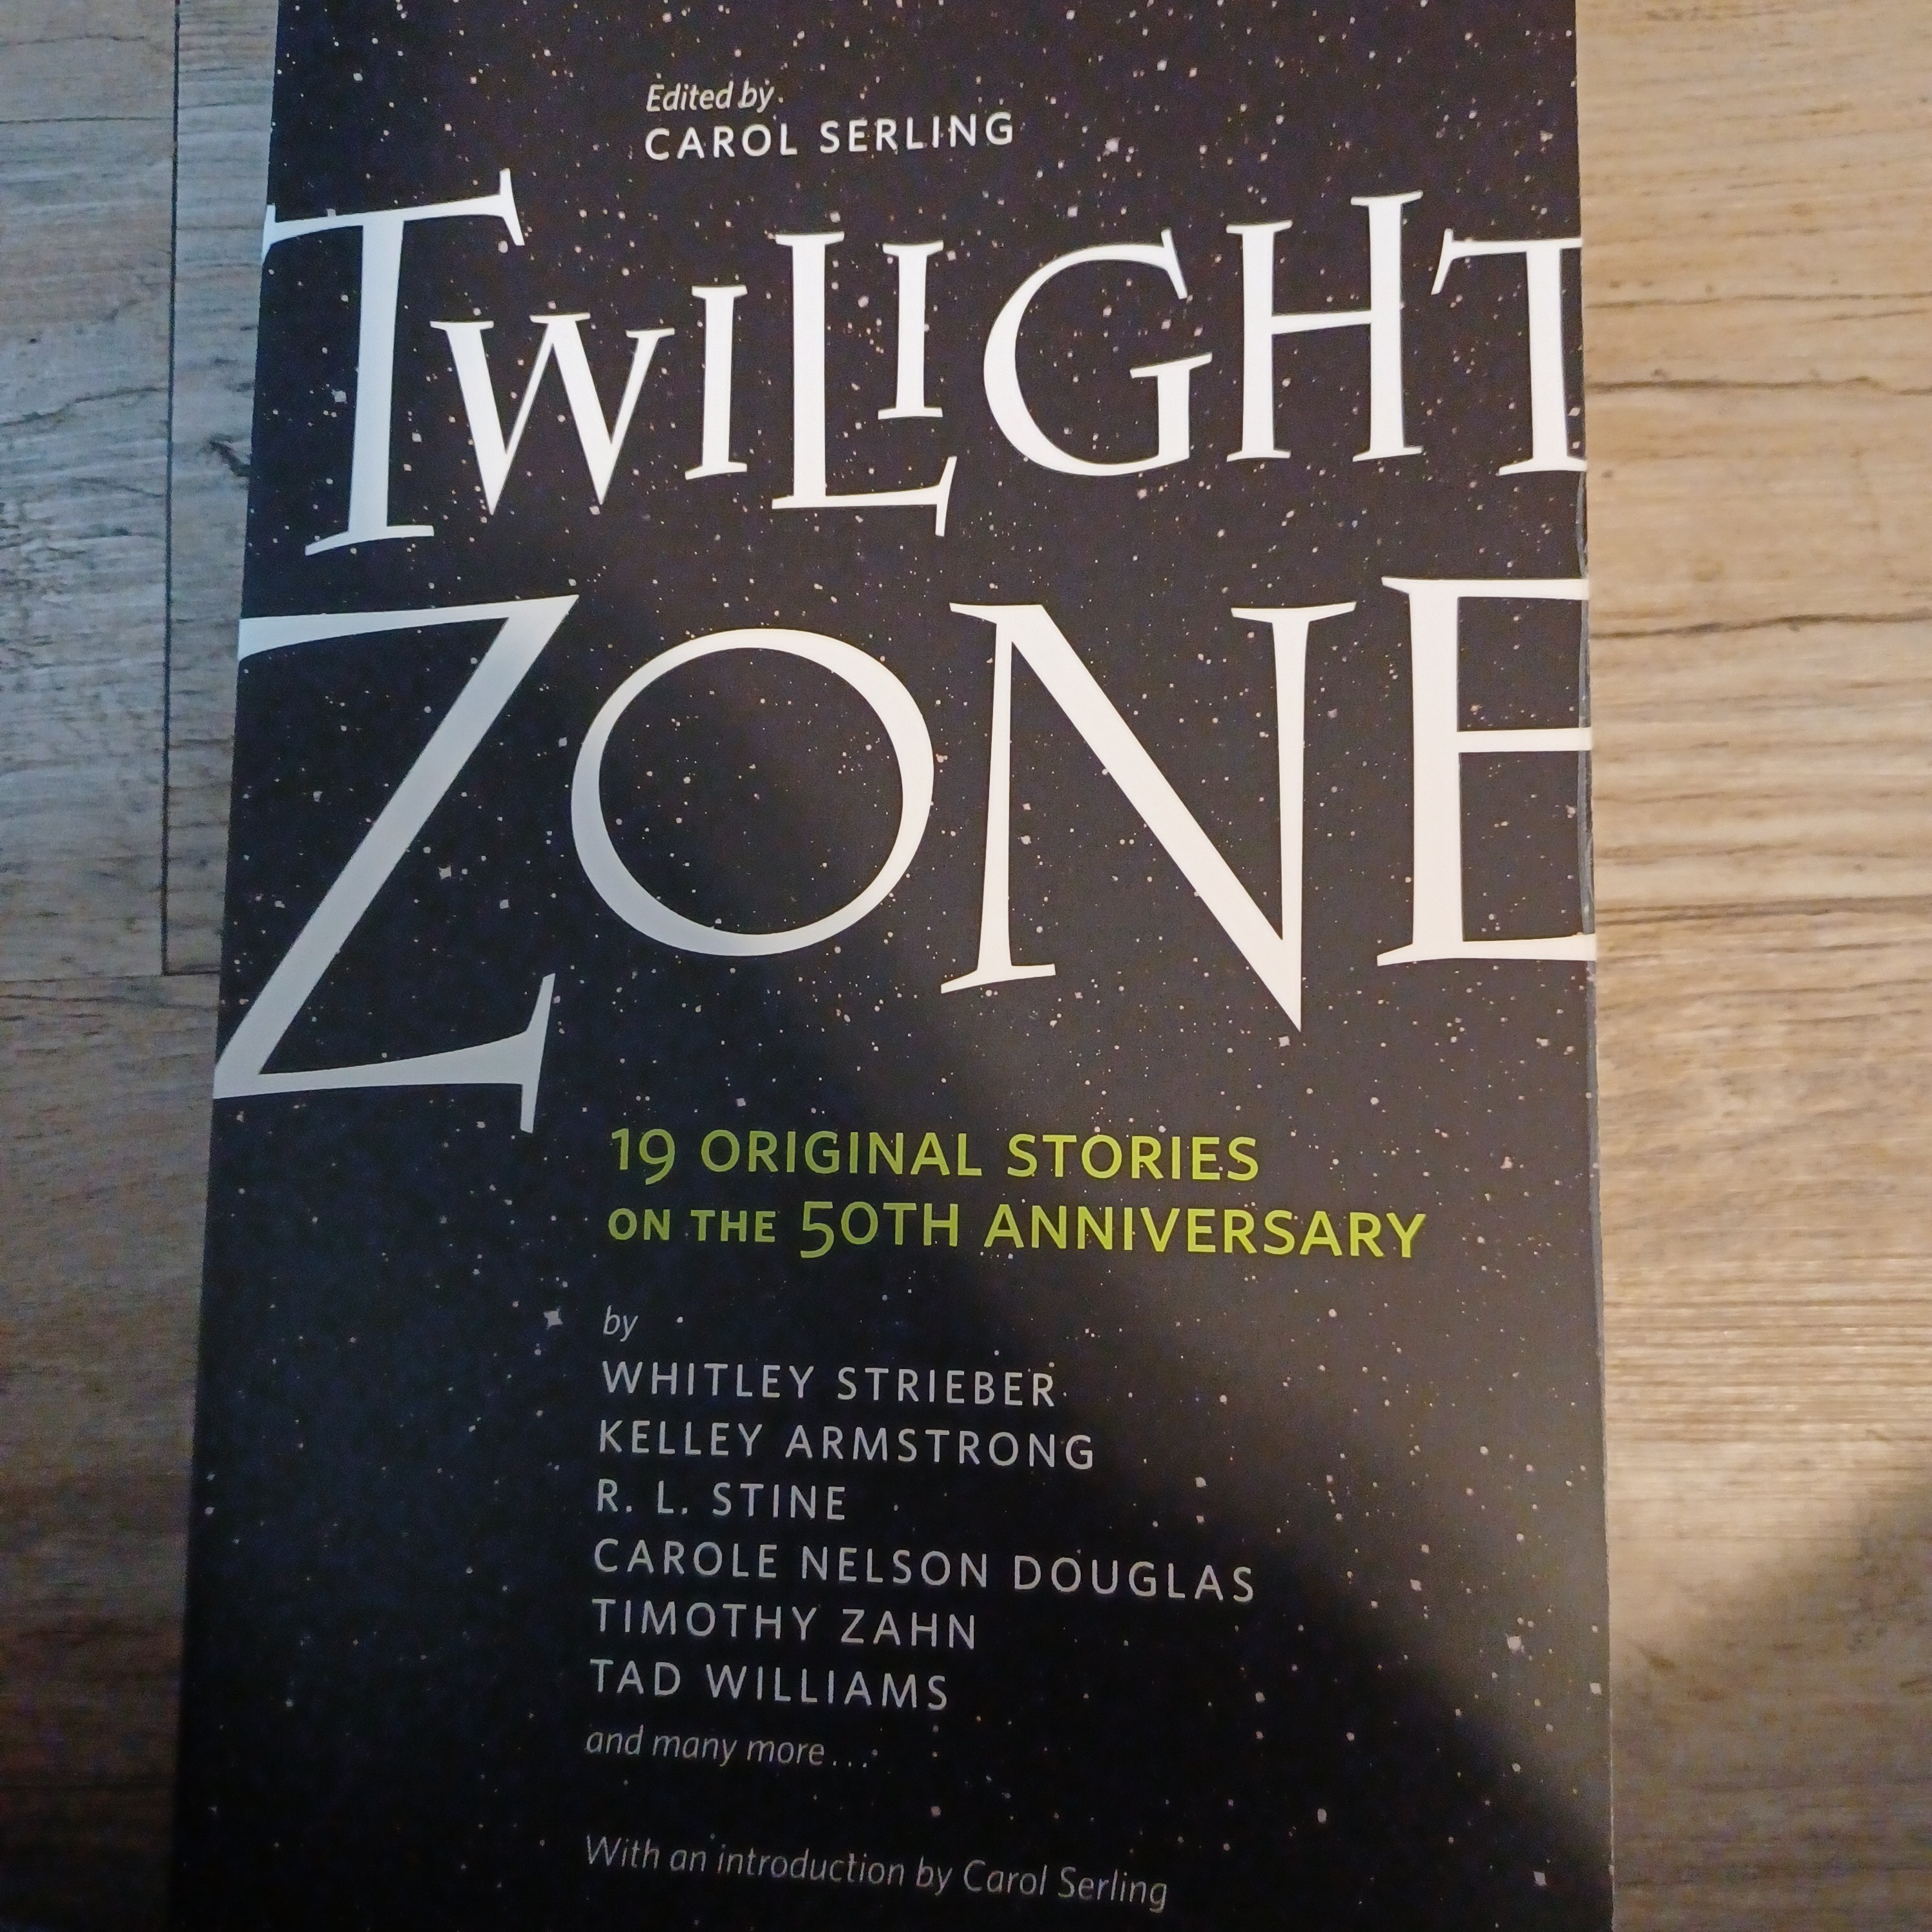 Edited by
CAROL SERLING
TWILIGHT
ZONE
19 ORIGINAL STORIES
ON THE 50TH ANNIVERSARY
by
WHITLEY STRIEBER
KELLEY ARMSTRONG
R. L. STINE
CAROLE NELSON DOUGLAS
TIMOTHY ZAHN
TAD WILLIAMS
and many more...
With an introduction by Carol Serling